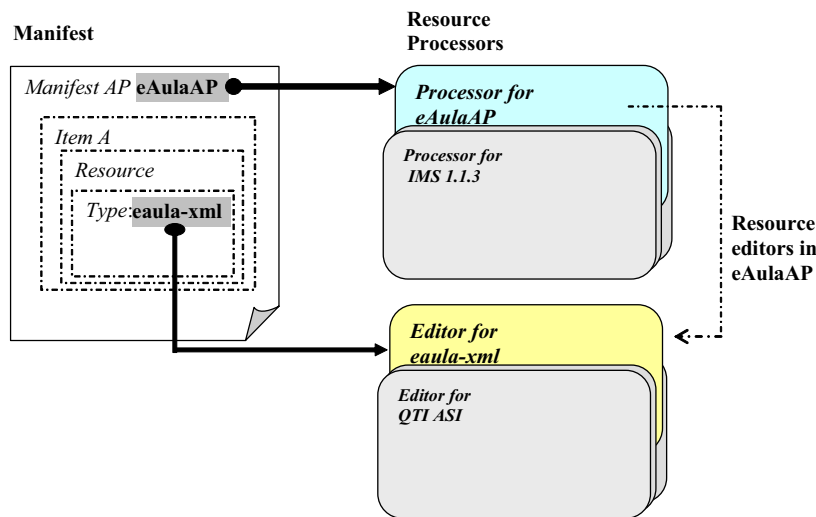 Manifest
Resource
Processors
Manifest AP eAulaAP
Item A
Resource
Type:eaula-xml
Processor for
eAulaAP
Processor for
IMS 1.1.3
Resource
editors in
eAulaAP
Editor for
eaula-xml
Editor for
QTI ASI